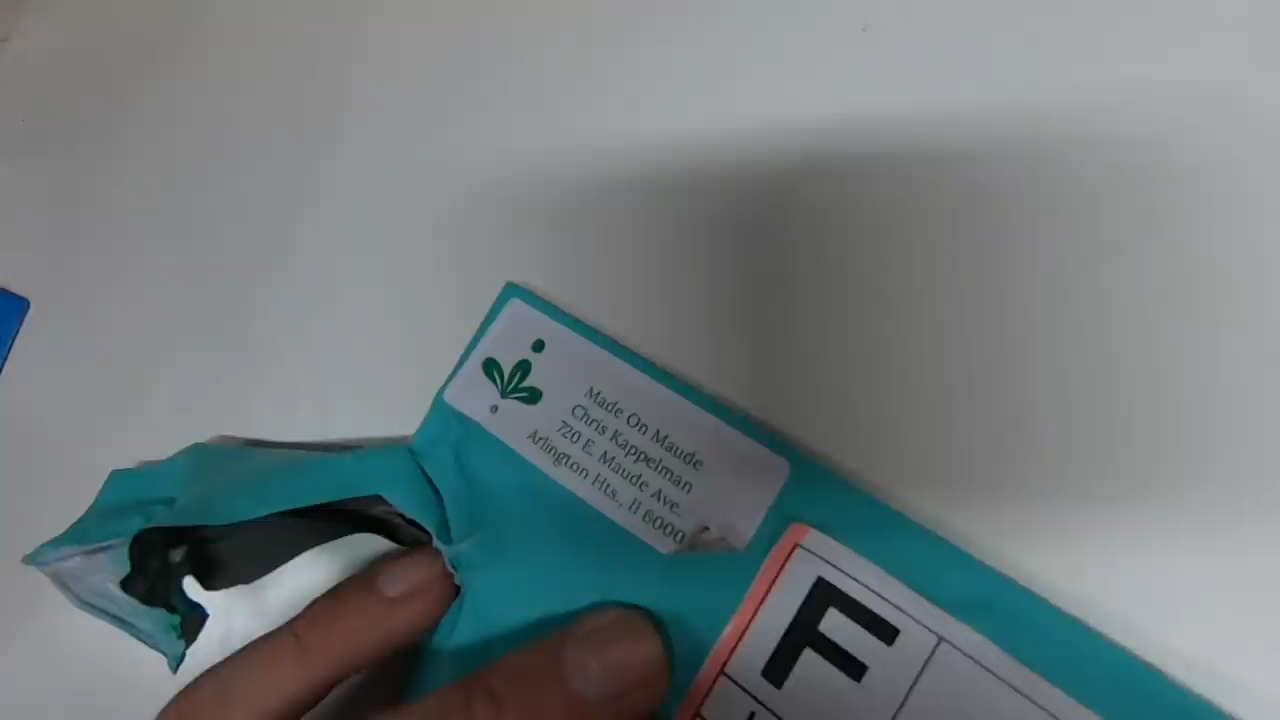 Made On Maude
Chris Kappelman
720 E. Maude Ave.
Arlington Hts., Il 6000
F